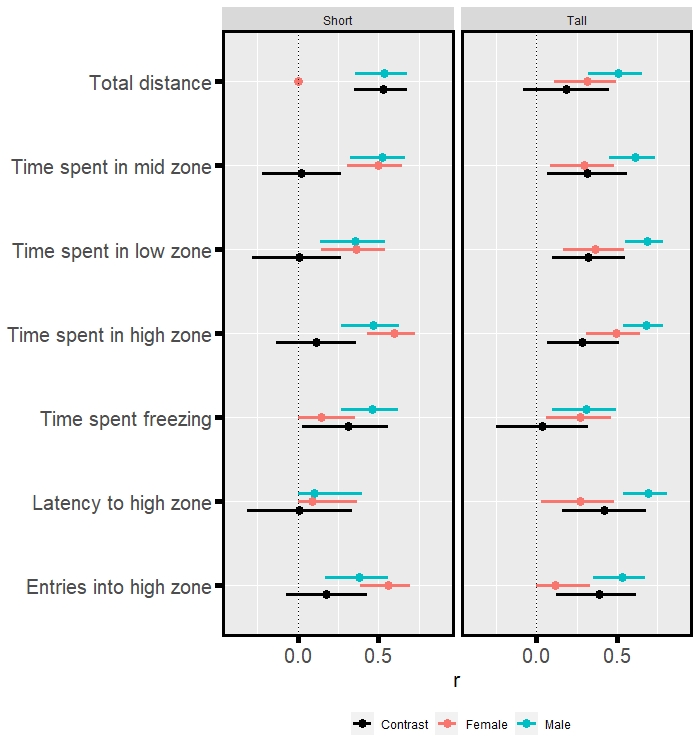 Short Tall
Total distance
Time spent in mid zone
Time spent in low zone
Time spent in high zone
Time spent freezing
Latency to high zone
Entries into high zone
0.0 0.5 0.0 0.5
r
Contrast Female Male